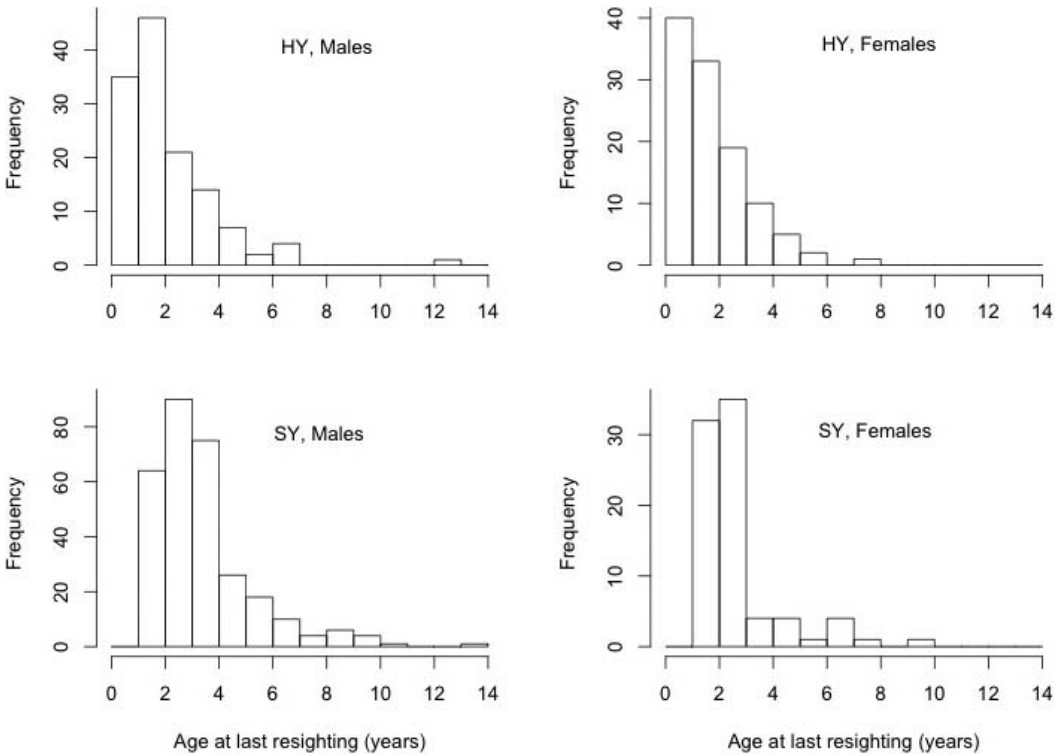 HY, Males
Frequency
0 10 20 30 40
0 2 4 6 8 10 12 14
HY, Females
Frequency
0 10 20 30 40
0 2 4 6 8 10 12 14
SY, Males
Frequency
0 20 40 60 80
0 2 4 6 8 10 12 14
Age at last resighting (years)
SY, Females
Frequency
0 10 20 30
0 2 4 6 8 10 12 14
Age at last resighting (years)